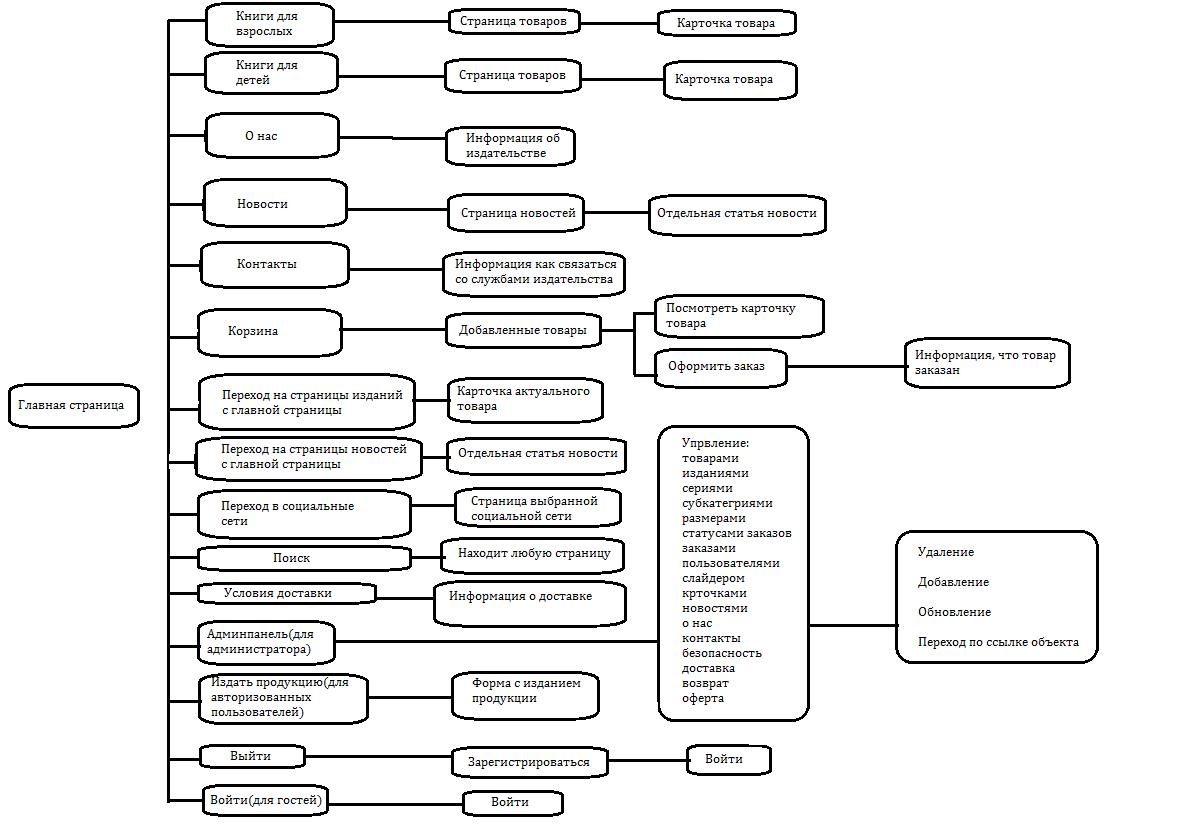 Книги для
взрослых
Страница товаров
Карточка товара
Книги для
детей
Страница товаров
Карточка товара
О нас
Информация об
издательстве
Новости
Страница новостей
Отдельная статья новости
Контакты
Информация как связаться
со службами издательства
Корзина
Добавленные товары
Посмотреть карточку
товара
Оформить заказ
Информация, что товар
заказан
Главная страница
Переход на страницы изданий
с главной страницы
Карточка актуального
товара
Переход на страницы новостей
с главной страницы
Отдельная статья новости
Переход в социальные
сети
Страница выбранной
социальной сети
Поиск
Находит любую страницу
Условия доставки
Информация о доставке
Админпанель(для
администратора)
Упрвление:
товарами
изданиями
сериями
субкатегриями
размерами
статусами заказов
заказами
пользователями
слайдером
крточками
новостями
о нас
контакты
безопасность
доставка
возврат
оферта
Удаление
Добавление
Обновление
Переход по ссылке объекта
Издать продукцию(для
авторизованных
пользователей)
Форма с изданием
продукции
Выйти
Зарегистрироваться
Войти
Войти(для гостей)
Войти